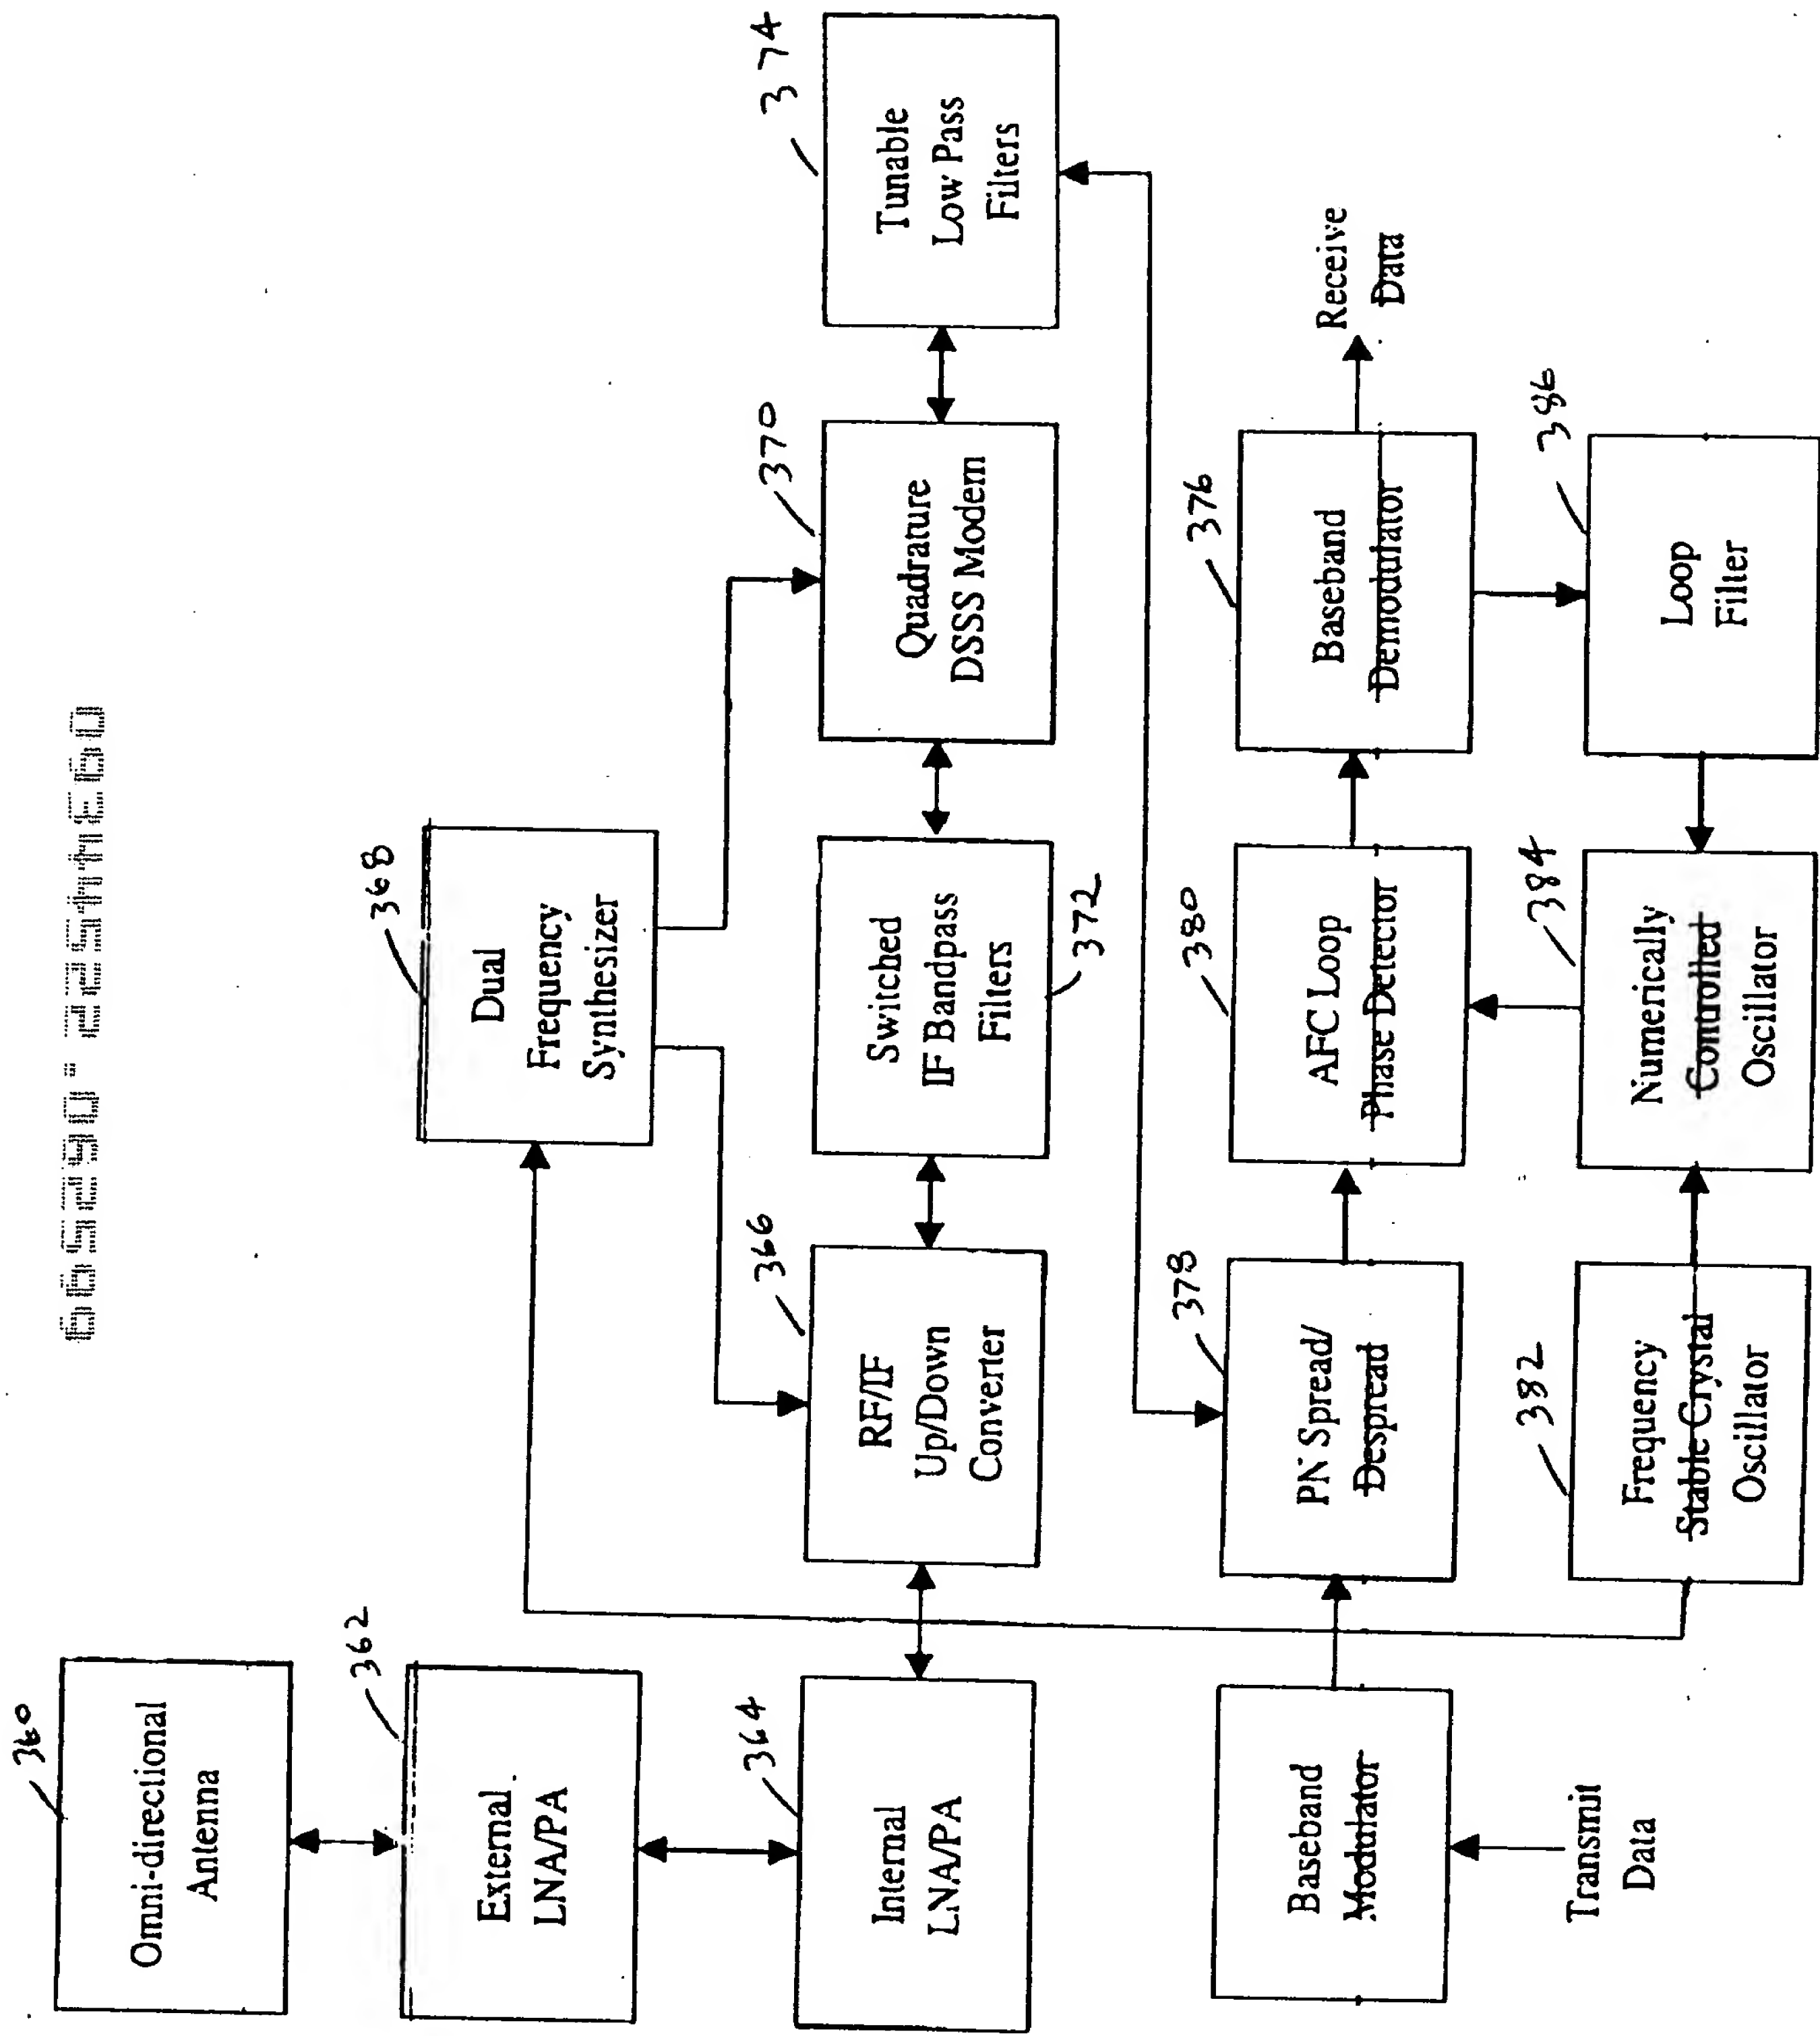 09344522.062599
360
Omni-directional
Antenna
362
External
LNA/PA
368
Dual
Frequency
Synthesizer
364
Internal
LNA/PA
366
RF/IF
Up/Down
Converter
Switched
IF Bandpass
Filters
372
370
Quadrature
DSSS Modem
374
Tunable
Low Pass
Filters
Baseband
Modulator
Transmit
Data
378
PN Spread/
Despread
380
AFC Loop
Phase Detector
376
Baseband
Demodulator
Receive
Data
382
Frequency
Stable Crystal
Oscillator
384
Numerically
Controlled
Oscillator
386
Loop
Filter